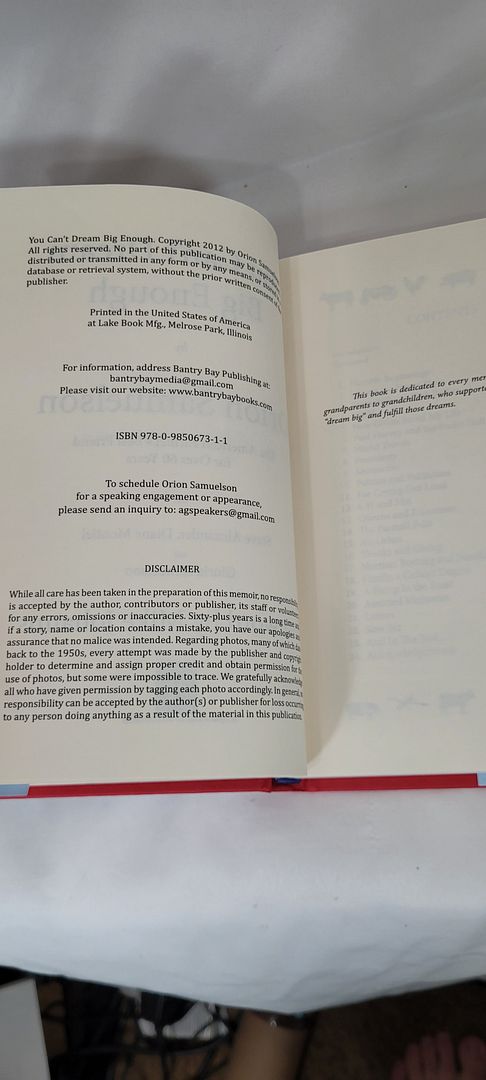 You Can't Dream Big Enough. Copyright 2012 by Orion
All rights reserved. No part of this publication may be
distributed or transmitted in any form or by any means, or stored
database or retrieval system, without the prior written consent of
publisher.
Printed in the United States of America
at Lake Book Mfg., Melrose Park, Illinois
For information, address Bantry Bay Publishing at:
bantrybaymedia@gmail.com
Please visit our website: www.bantrybaybooks.com
ISBN 978-0-9850673-1-1
To schedule Orion Samuelson
for a speaking engagement or appearance,
please send an inquiry to: agspeakers@gmail.com
DISCLAIMER
While all care has been taken in the preparation of this memoir, no
is accepted by the author, contributors or publisher, its staff or
for any errors, omissions or inaccuracies. Sixty-plus years is a long time
if a story, name or location contains a mistake, you have our apologies
assurance that no malice was intended. Regarding photos, many of which
back to the 1950s, every attempt was made by the publisher and
holder to determine and assign proper credit and obtain permission for
use of photos, but some were impossible to trace. We gratefully
all who have given permission by tagging each photo accordingly. In general,
responsibility can be accepted by the author(s) or publisher for loss
to any person doing anything as a result of the material in this publication.
This book is dedicated to every
grandparents to grandchildren, who
"dream big" and fulfill those dreams.